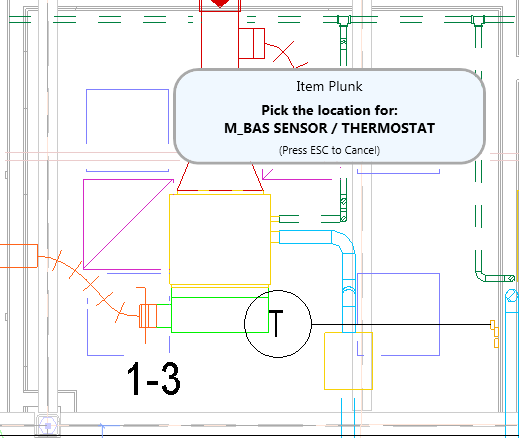 Item Plunk
Pick the location for:
M_BAS SENSOR / THERMOSTAT
(Press ESC to Cancel)
T
1-3